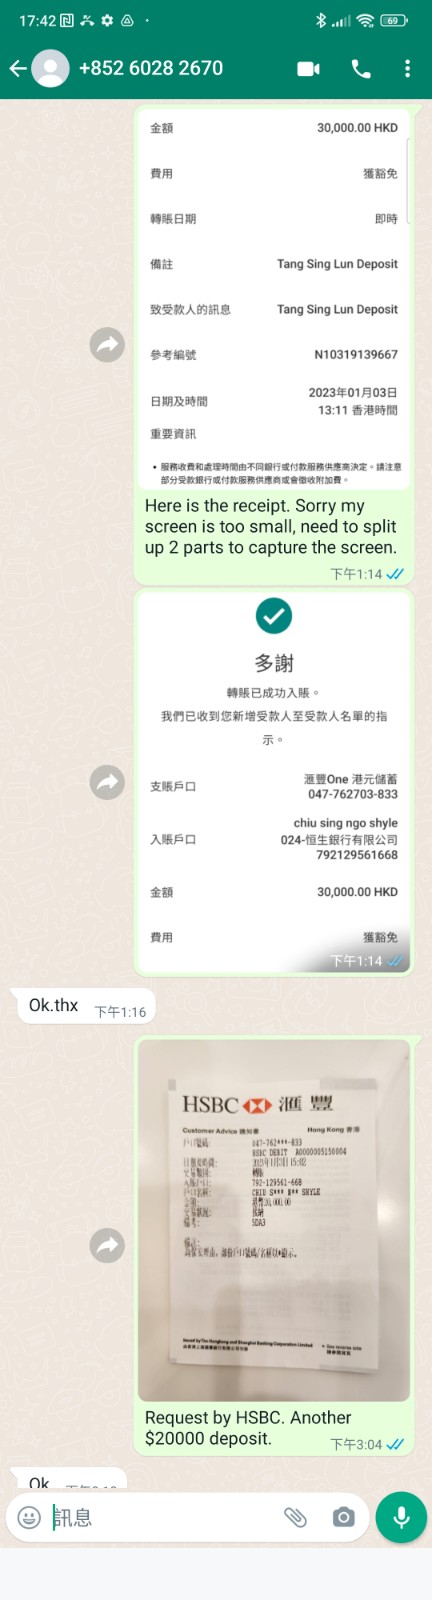 17:42
69
+852 6028 2670
金額 30,000.00 HKD
費用 獲豁免
轉賬日期 即時
備註 Tang Sing Lun Deposit
致受款人的訊息 Tang Sing Lun Deposit
參考編號 N10319139667
日期及時間 2023年01月03日
13:11 香港時間
重要資訊
• 服務收費和處理時間由不同銀行或付款服務供應商決定。請注意
部分受款銀行或付款服務供應商或會徵收附加費。
Here is the receipt. Sorry my
screen is too small, need to split
up 2 parts to capture the screen.
下午1:14
多謝
轉賬已成功入賬。
我們已收到您新增受款人至受款人名單的指
示。
支賬戶口 滙豐One 港元儲蓄
047-762703-833
入賬戶口 chiu sing ngo shyle
024-恒生銀行有限公司
792129561668
金額 30,000.00 HKD
費用 獲豁免
下午1:14
Ok.thx 下午1:16
HSBC 滙豐
Customer Advice 通知書 Hong Kong 香港
戶口號碼: 047-762***-833
HSBC DEBIT A0000005150004
2023年1月3日 15:02
轉賬
792-129561-668
CHIU S*** N** SHYLE
港幣20,000.00
5DA3
Issued by The Hongkong and Shanghai Banking Corporation Limited
Request by HSBC. Another
$20000 deposit.
下午3:04
Ok
訊息